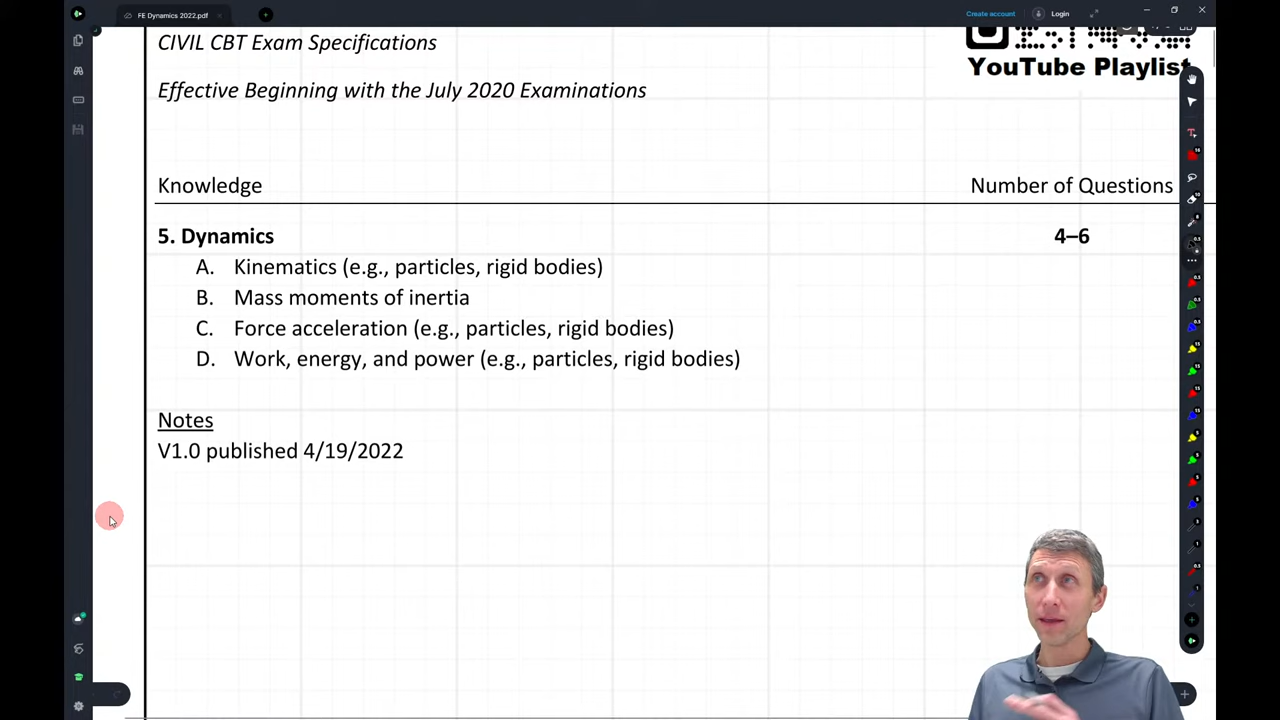 FE Dynamics 2022.pdf
Create account
Login
CIVIL CBT Exam Specifications
YouTube Playlist
Effective Beginning with the July 2020 Examinations
Knowledge Number of Questions
5. Dynamics 4–6
A. Kinematics (e.g., particles, rigid bodies)
B. Mass moments of inertia
C. Force acceleration (e.g., particles, rigid bodies)
D. Work, energy, and power (e.g., particles, rigid bodies)
Notes
V1.0 published 4/19/2022